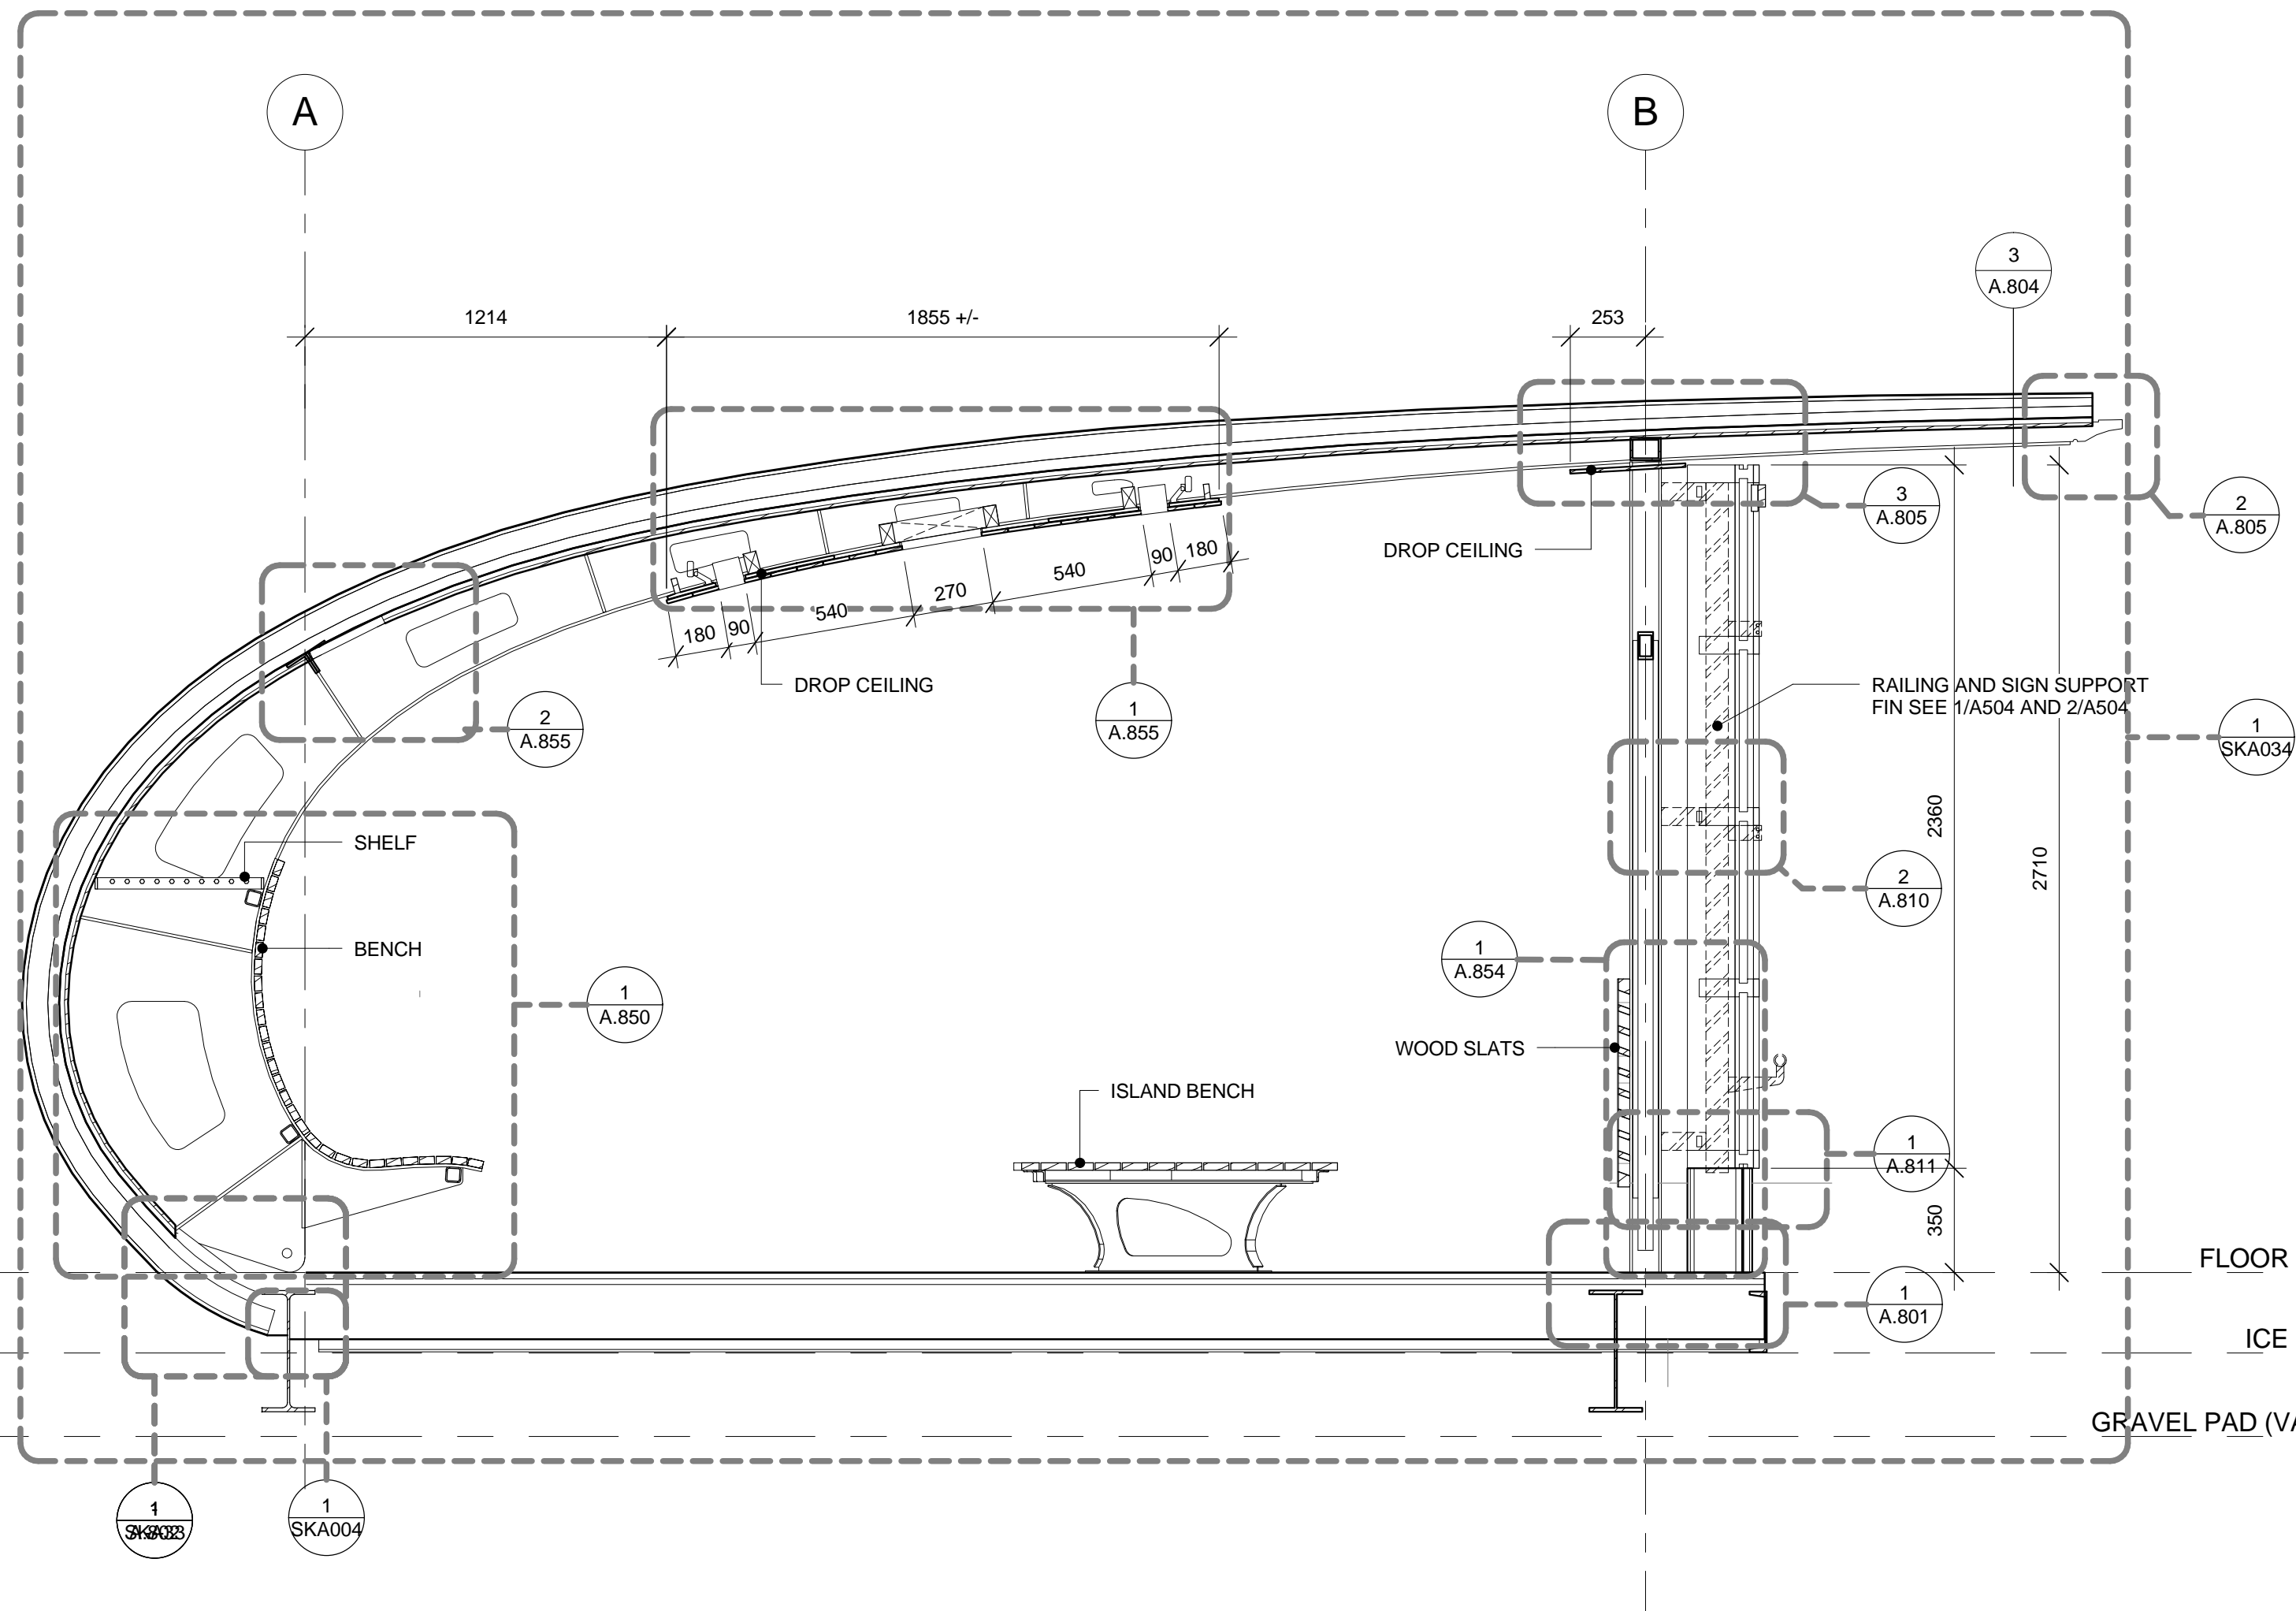 A
B
3
A.804
1214
1855 +/-
253
3
A.805
2
A.805
DROP CEILING
90
180
540
270
540
180
90
DROP CEILING
RAILING AND SIGN SUPPORT
FIN SEE 1/A504 AND 2/A504
2
A.855
1
A.855
1
SKA034
2360
2710
SHELF
2
A.810
BENCH
1
A.854
1
A.850
WOOD SLATS
ISLAND BENCH
1
A.811
350
FLOOR
1
A.801
ICE
GRAVEL PAD (VA
1
1
SKA004